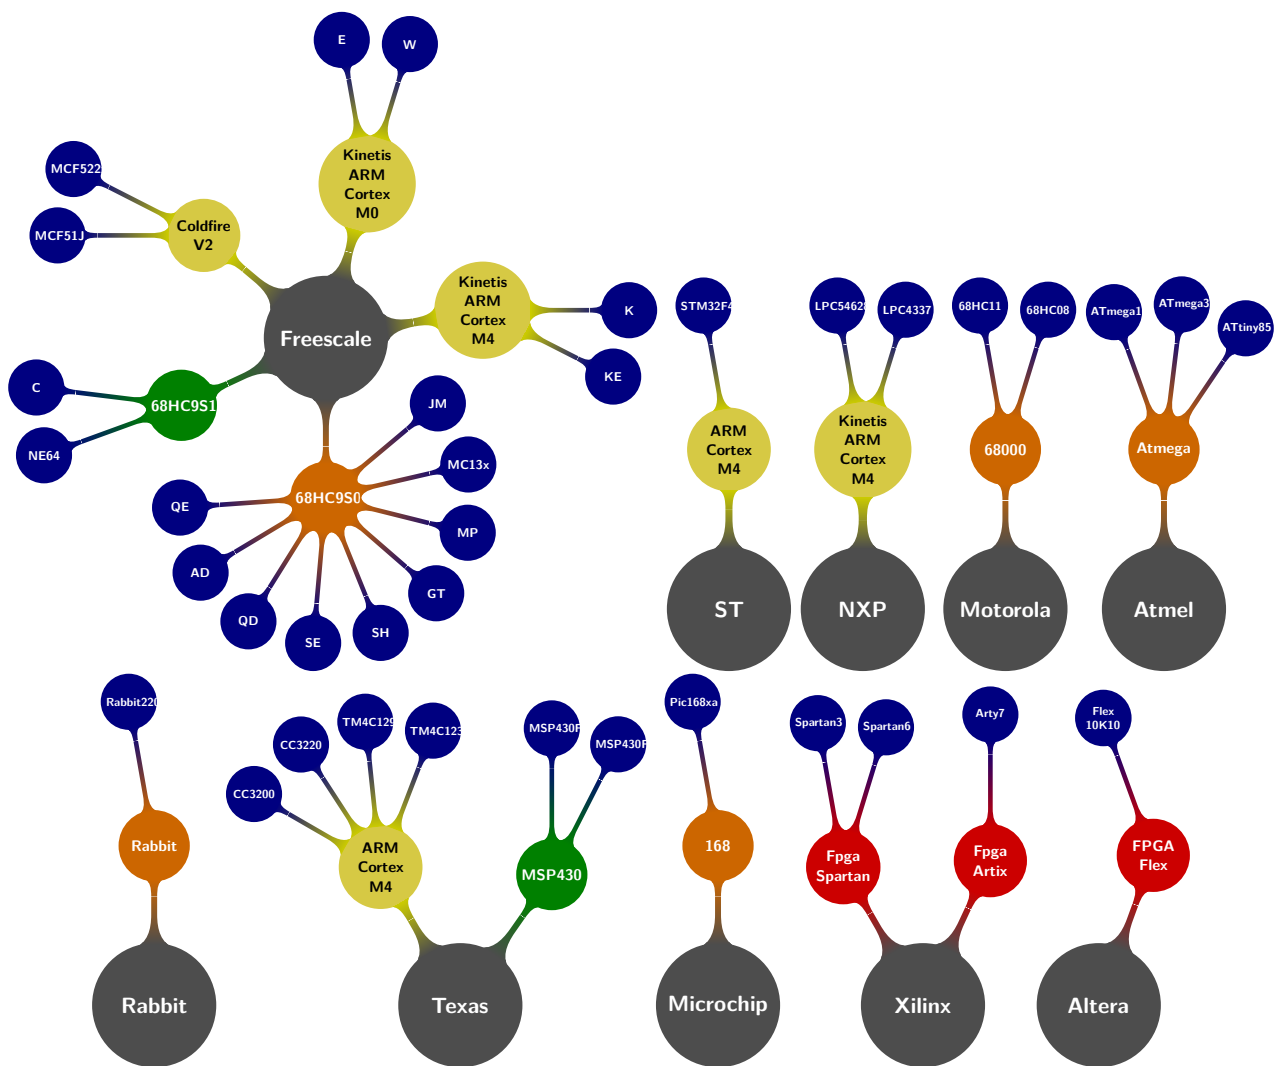 E
W
Kinetis
ARM
Cortex
M0
MCF522
MCF51J
Coldfire
V2
Kinetis
ARM
Cortex
M4
K
KE
Freescale
C
NE64
68HC9S1
68HC9S0
JM
MC13x
MP
GT
SH
SE
QD
AD
QE
STM32F4
ARM
Cortex
M4
ST
LPC54628
LPC4337
Kinetis
ARM
Cortex
M4
NXP
68HC11
68HC08
68000
Motorola
ATmega1
ATmega3
ATtiny85
Atmega
Atmel
Rabbit220
Rabbit
Rabbit
CC3200
CC3220
TM4C129
TM4C123
ARM
Cortex
M4
MSP430F
MSP430F
MSP430
Texas
Pic168xa
168
Microchip
Spartan3
Spartan6
Fpga
Spartan
Arty7
Fpga
Artix
Xilinx
Flex
10K10
FPGA
Flex
Altera